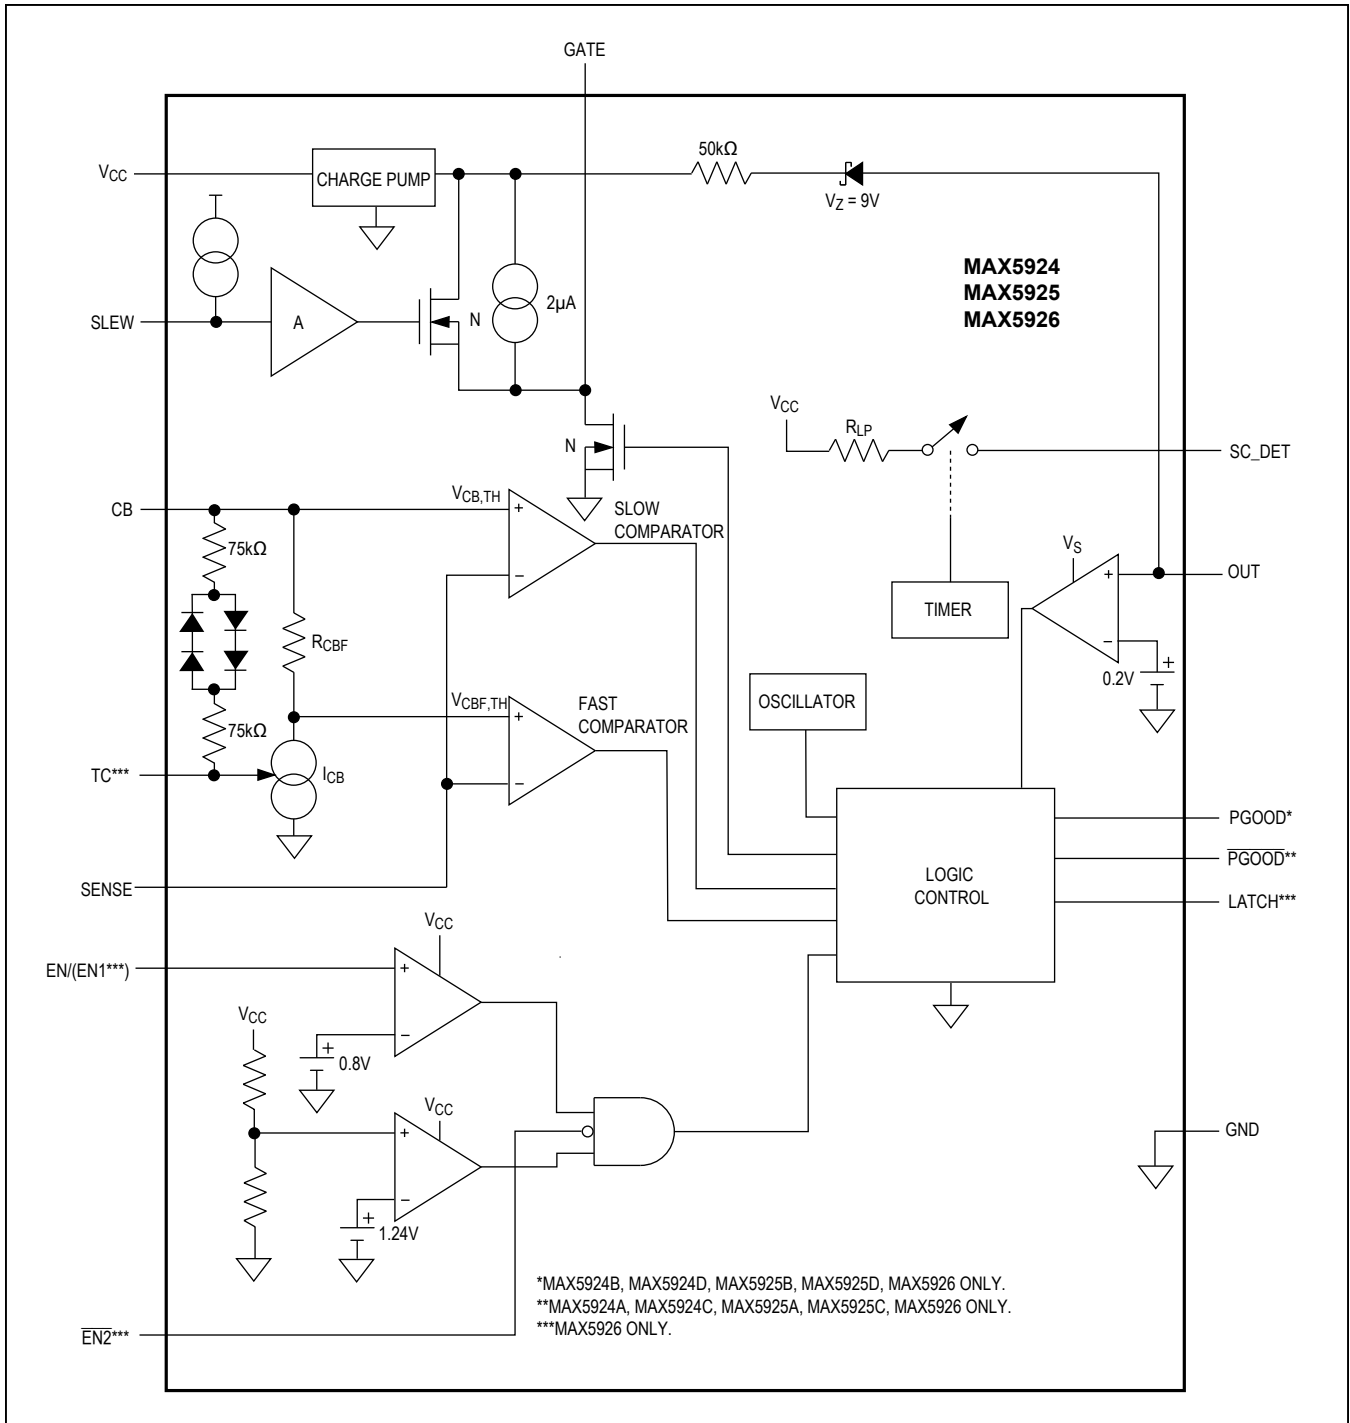 GATE
50kΩ
VCC
CHARGE PUMP
VZ = 9V
MAX5924
MAX5925
MAX5926
2µA
SLEW
A
N
VCC
RLP
N
SC_DET
CB
VCB,TH
+
SLOW
COMPARATOR
75kΩ
VS
−
+
OUT
TIMER
RCBF
−
+
0.2V
OSCILLATOR
VCBF,TH
+
FAST
COMPARATOR
75kΩ
TC***
ICB
−
PGOOD*
PGOOD**
LOGIC
CONTROL
SENSE
LATCH***
VCC
EN/(EN1***)
+
VCC
−
+
0.8V
VCC
+
GND
−
+
1.24V
*MAX5924B, MAX5924D, MAX5925B, MAX5925D, MAX5926 ONLY.
**MAX5924A, MAX5924C, MAX5925A, MAX5925C, MAX5926 ONLY.
***MAX5926 ONLY.
EN2***